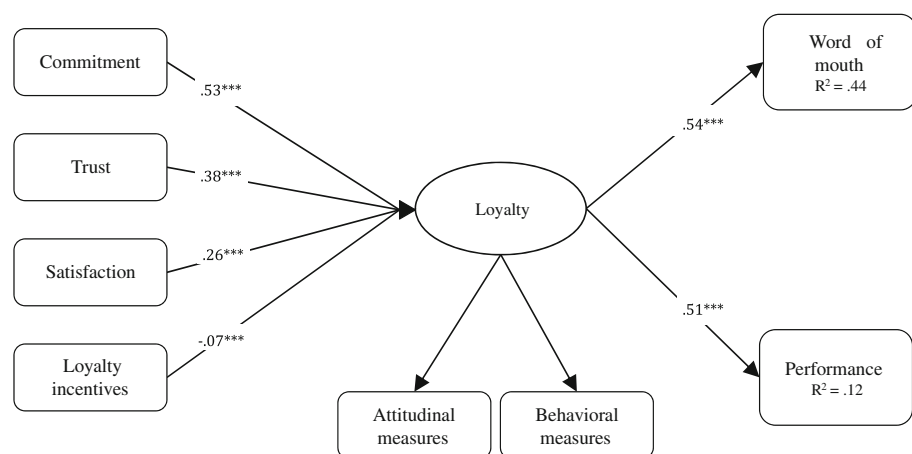 Commitment
Trust
Satisfaction
Loyalty
incentives
.53***
.38***
.26***
-.07***
Loyalty
Attitudinal
measures
Behavioral
measures
.54***
.51***
Word of
mouth
R² = .44
Performance
R² = .12